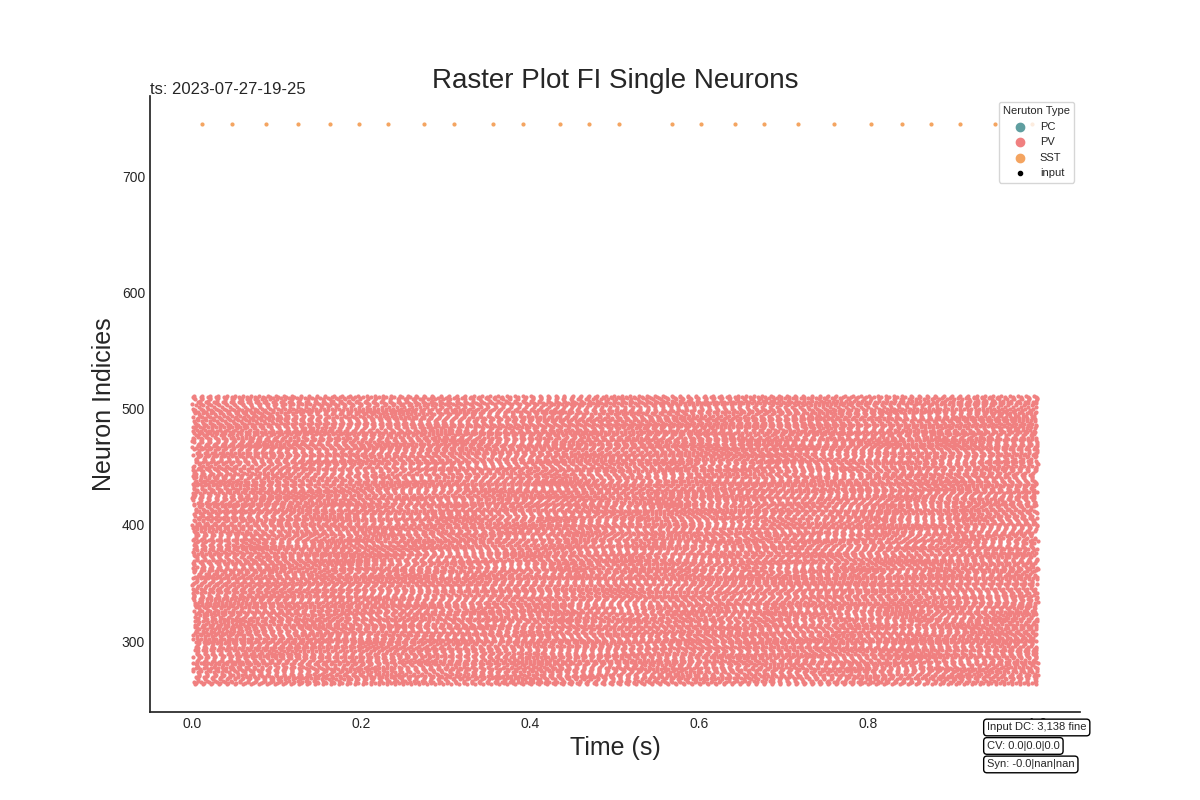 Raster Plot FI Single Neurons
ts: 2023-07-27-19-25
Neruton Type
PC
PV
SST
input
700
600
500
400
300
Neuron Indicies
0.0 0.2 0.4 0.6 0.8
Time (s)
Input DC: 3,138 fine
CV: 0.0|0.0|0.0
Syn: -0.0|nan|nan